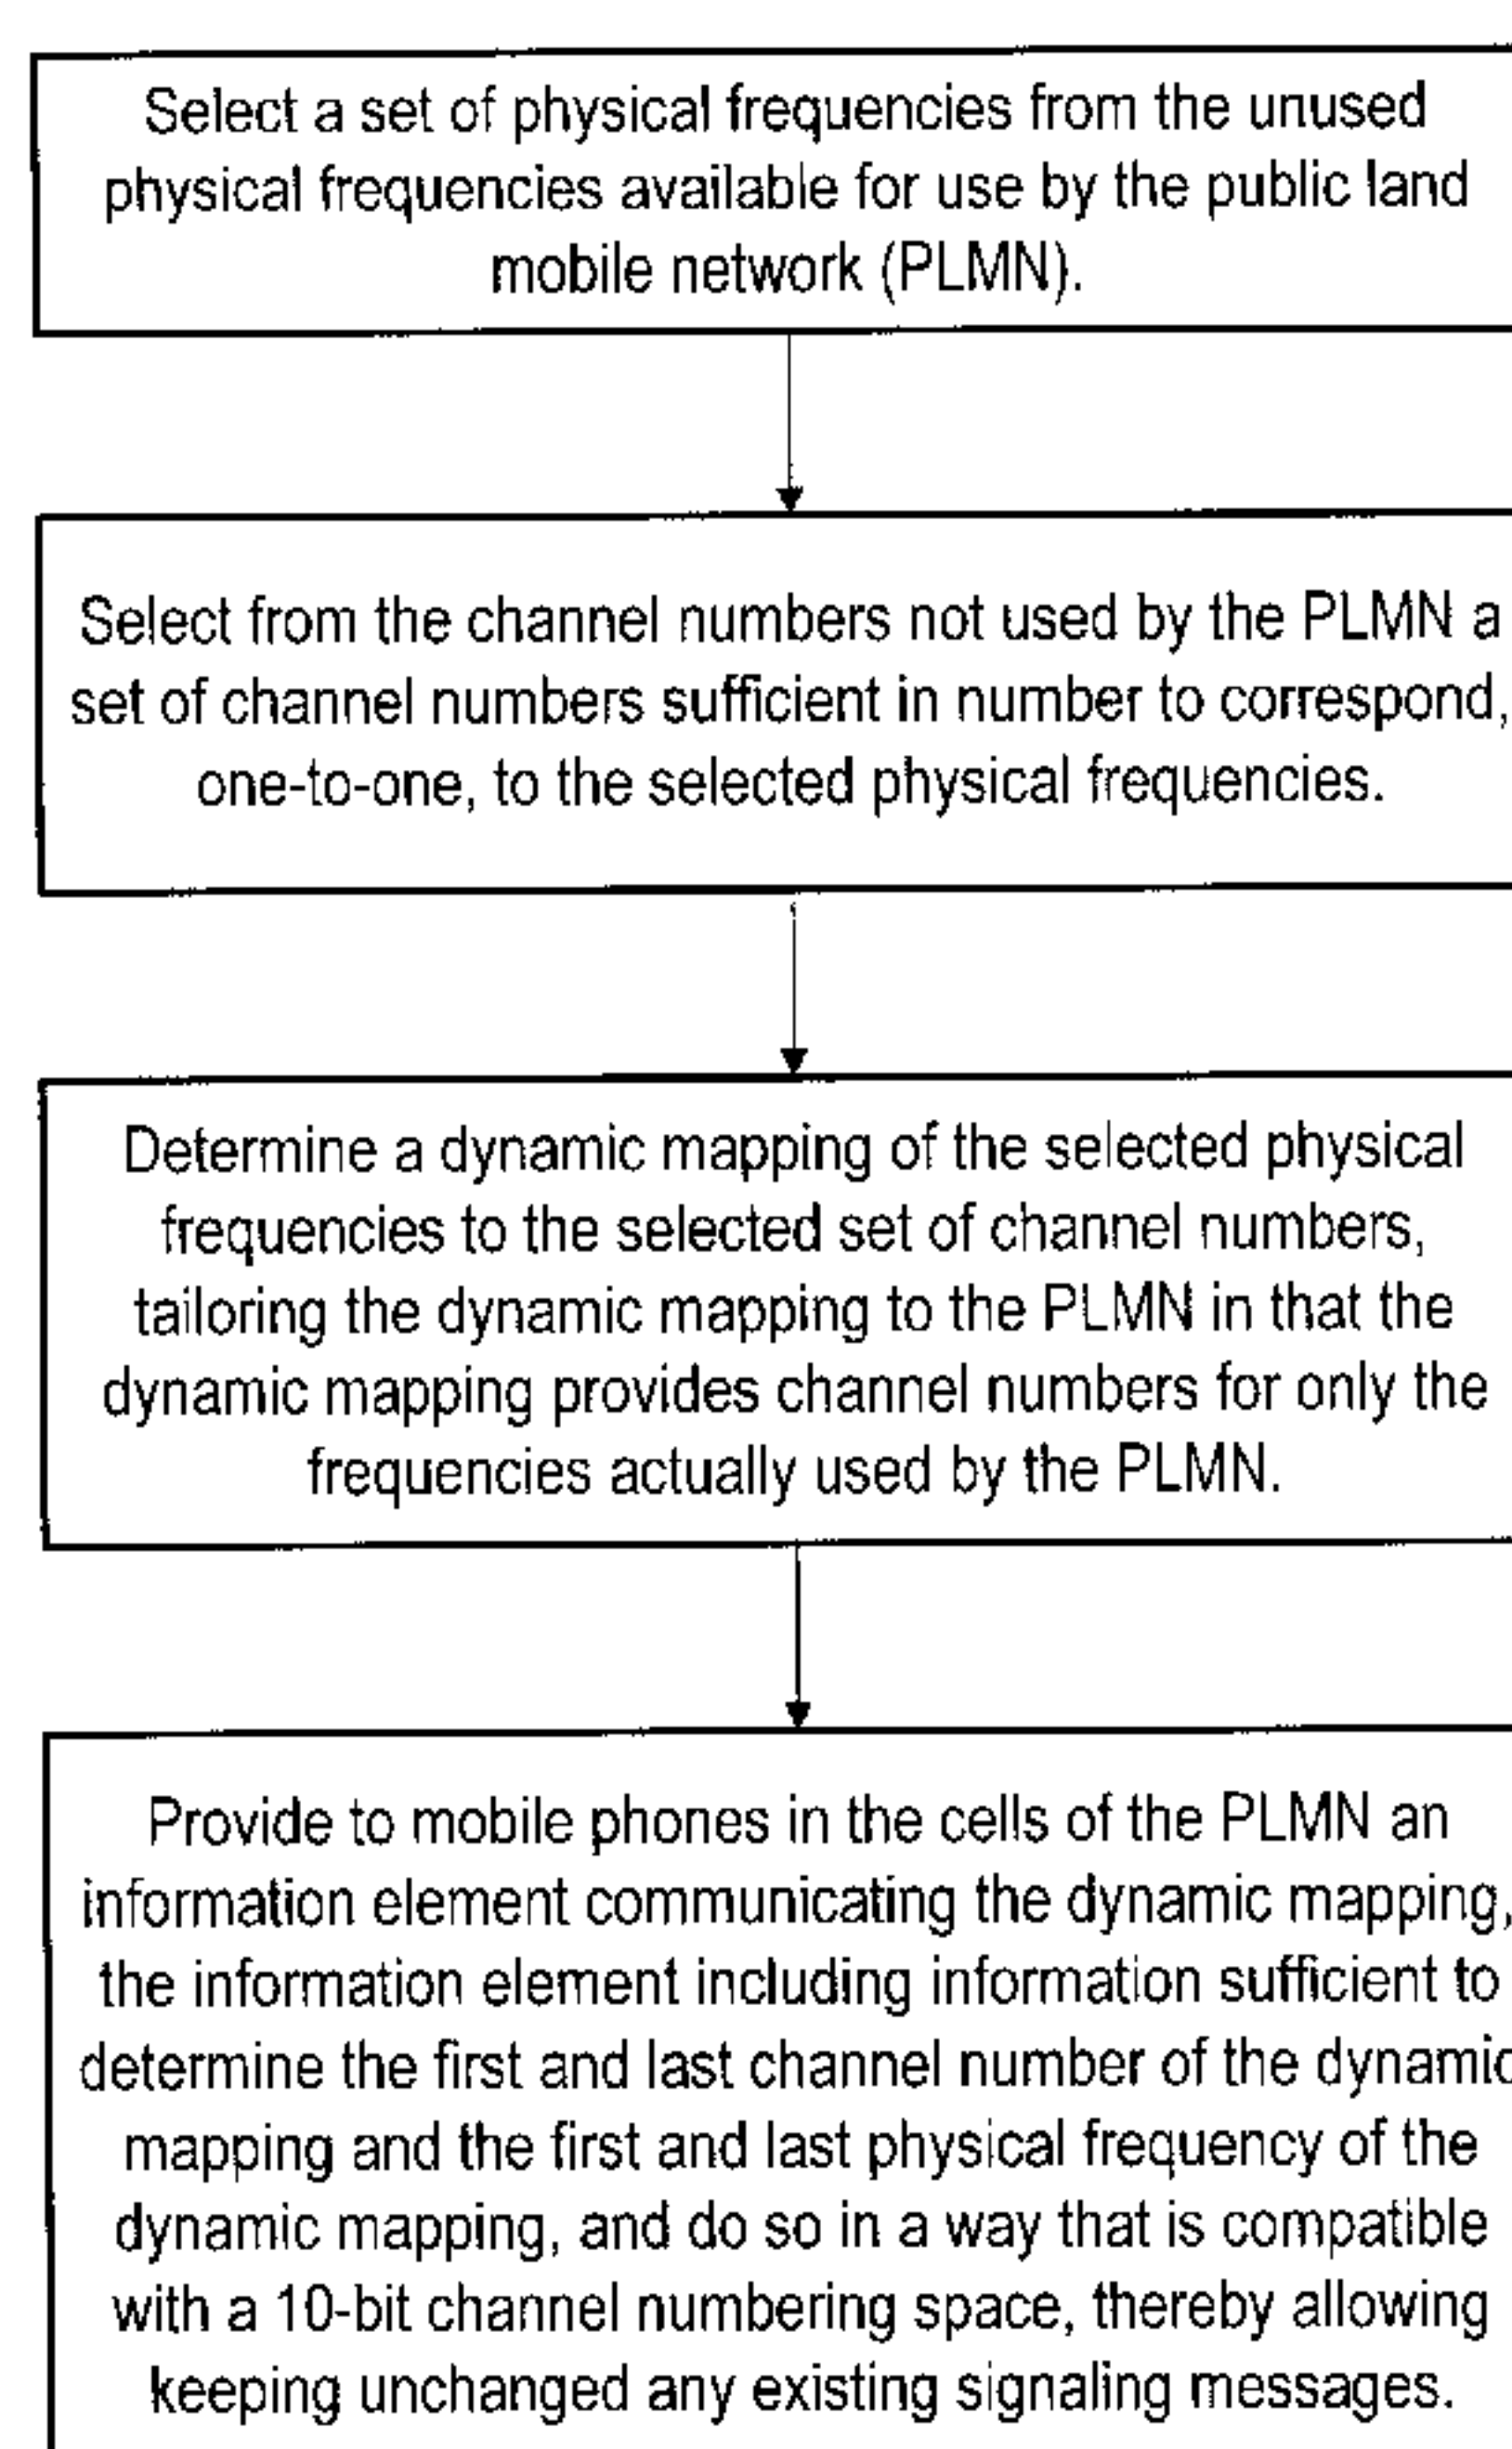 Select a set of physical frequencies from the unused
physical frequencies available for use by the public land
mobile network (PLMN).
Select from the channel numbers not used by the PLMN a
set of channel numbers sufficient in number to correspond,
one-to-one, to the selected physical frequencies.
Determine a dynamic mapping of the selected physical
frequencies to the selected set of channel numbers,
tailoring the dynamic mapping to the PLMN in that the
dynamic mapping provides channel numbers for only the
frequencies actually used by the PLMN.
Provide to mobile phones in the cells of the PLMN an
information element communicating the dynamic mapping,
the information element including information sufficient to
determine the first and last channel number of the dynamic
mapping and the first and last physical frequency of the
dynamic mapping, and do so in a way that is compatible
with a 10-bit channel numbering space, thereby allowing
keeping unchanged any existing signaling messages.